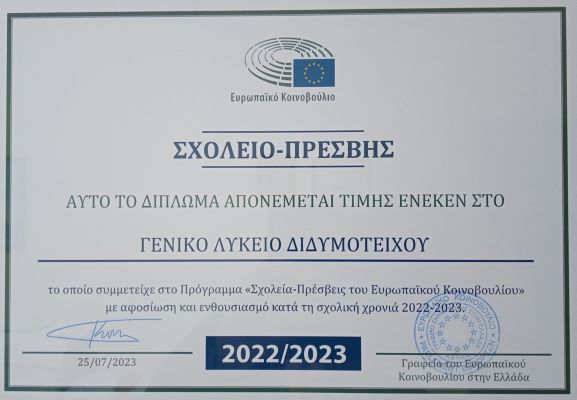 Ευρωπαϊκό Κοινοβούλιο
ΣΧΟΛΕΙΟ-ΠΡΕΣΒΗΣ
ΑΥΤΟ ΤΟ ΔΙΠΛΩΜΑ ΑΠΟΝΕΜΕΤΑΙ ΤΙΜΗΣ ΕΝΕΚΕΝ ΣΤΟ
ΓΕΝΙΚΟ ΛΥΚΕΙΟ ΔΙΔΥΜΟΤΕΙΧΟΥ
το οποίο συμμετείχε στο Πρόγραμμα «Σχολεία-Πρέσβεις του Ευρωπαϊκού Κοινοβουλίου»
με αφοσίωση και ενθουσιασμό κατά τη σχολική χρονιά 2022-2023.
ΕΥΡΩΠΑΪΚΟ ΚΟΙΝΟΒΟΥΛΙΟ
25/07/2023
2022/2023
Γραφείο του Ευρωπαϊκού
Κοινοβουλίου στην Ελλάδα